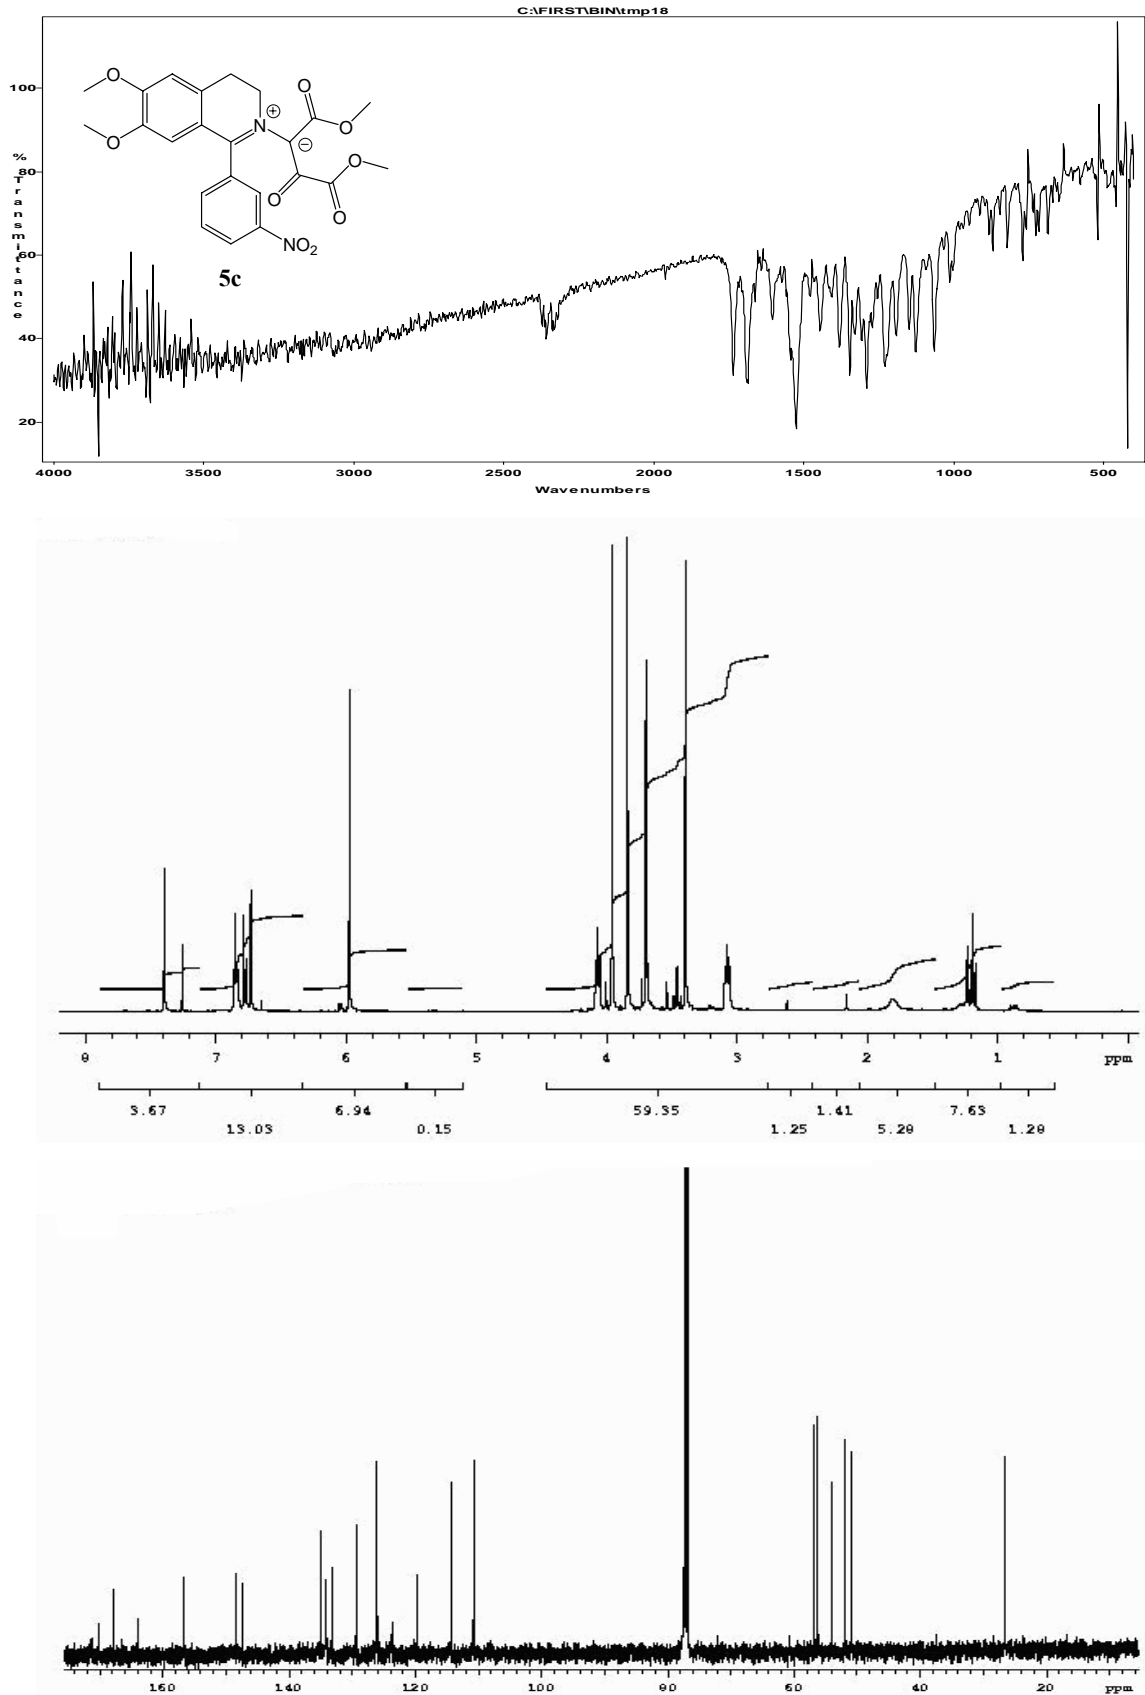 C:\FIRST\BIN\tmp18
100
80
60
40
20
% Transmittance
O
O
O
O
O
O
O
N
⊕
⊖
NO2
5c
4000 3500 3000 2500 2000 1500 1000 500
Wavenumbers
8 7 6 5 4 3 2 1 ppm
3.67 6.94 59.35 1.41 7.63
13.03 0.15 1.25 5.28 1.28
160 140 120 100 80 60 40 20 ppm